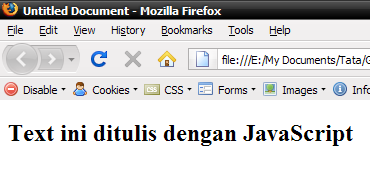 Untitled Document - Mozilla Firefox
File Edit View History Bookmarks Tools Help
file:///E:/My Documents/Tata/G
Disable Cookies CSS Forms Images Info
Text ini ditulis dengan JavaScript